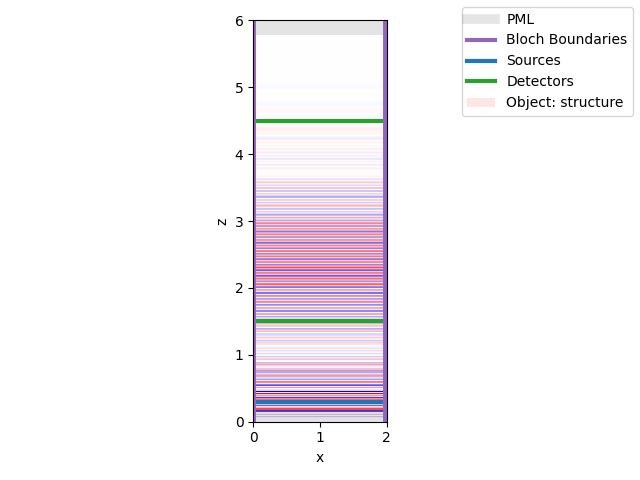 PML
Bloch Boundaries
Sources
Detectors
Object: structure
6
5
4
3
2
1
0
z
0 1 2
x